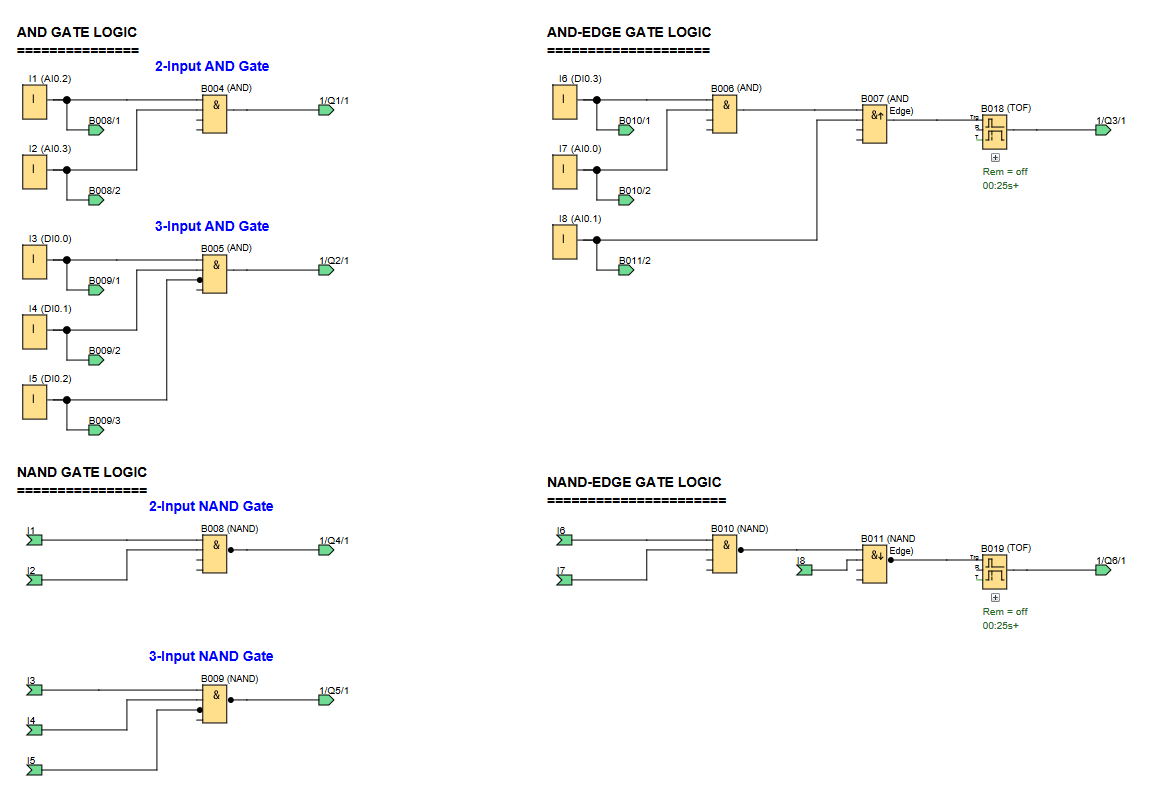 AND GATE LOGIC
===============
2-Input AND Gate
I1 (AI0.2)
I
B008/1
B004 (AND)
&
1/Q1/1
I2 (AI0.3)
I
B008/2
3-Input AND Gate
I3 (DI0.0)
I
B009/1
B005 (AND)
&
1/Q2/1
I4 (DI0.1)
I
B009/2
I5 (DI0.2)
I
B009/3
AND-EDGE GATE LOGIC
====================
I6 (DI0.3)
I
B010/1
B006 (AND)
&
B007 (AND
Edge)
&↑
B018 (TOF)
Trg
R
T
1/Q3/1
Rem = off
00:25s+
I7 (AI0.0)
I
B010/2
I8 (AI0.1)
I
B011/2
NAND GATE LOGIC
================
2-Input NAND Gate
I1
B008 (NAND)
&
1/Q4/1
I2
3-Input NAND Gate
I3
B009 (NAND)
&
1/Q5/1
I4
I5
NAND-EDGE GATE LOGIC
======================
I6
B010 (NAND)
&
I7
I8
B011 (NAND
Edge)
&↓
B019 (TOF)
Trg
R
T
1/Q6/1
Rem = off
00:25s+